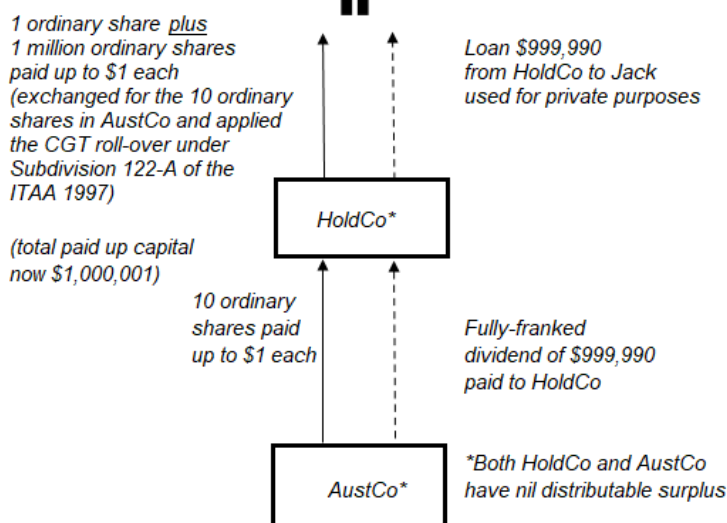 1 ordinary share plus
1 million ordinary shares
paid up to $1 each
(exchanged for the 10 ordinary
shares in AustCo and applied
the CGT roll-over under
Subdivision 122-A of the
ITAA 1997)
(total paid up capital
now $1,000,001)
Loan $999,990
from HoldCo to Jack
used for private purposes
HoldCo*
10 ordinary
shares paid
up to $1 each
Fully-franked
dividend of $999,990
paid to HoldCo
AustCo*
*Both HoldCo and AustCo
have nil distributable surplus